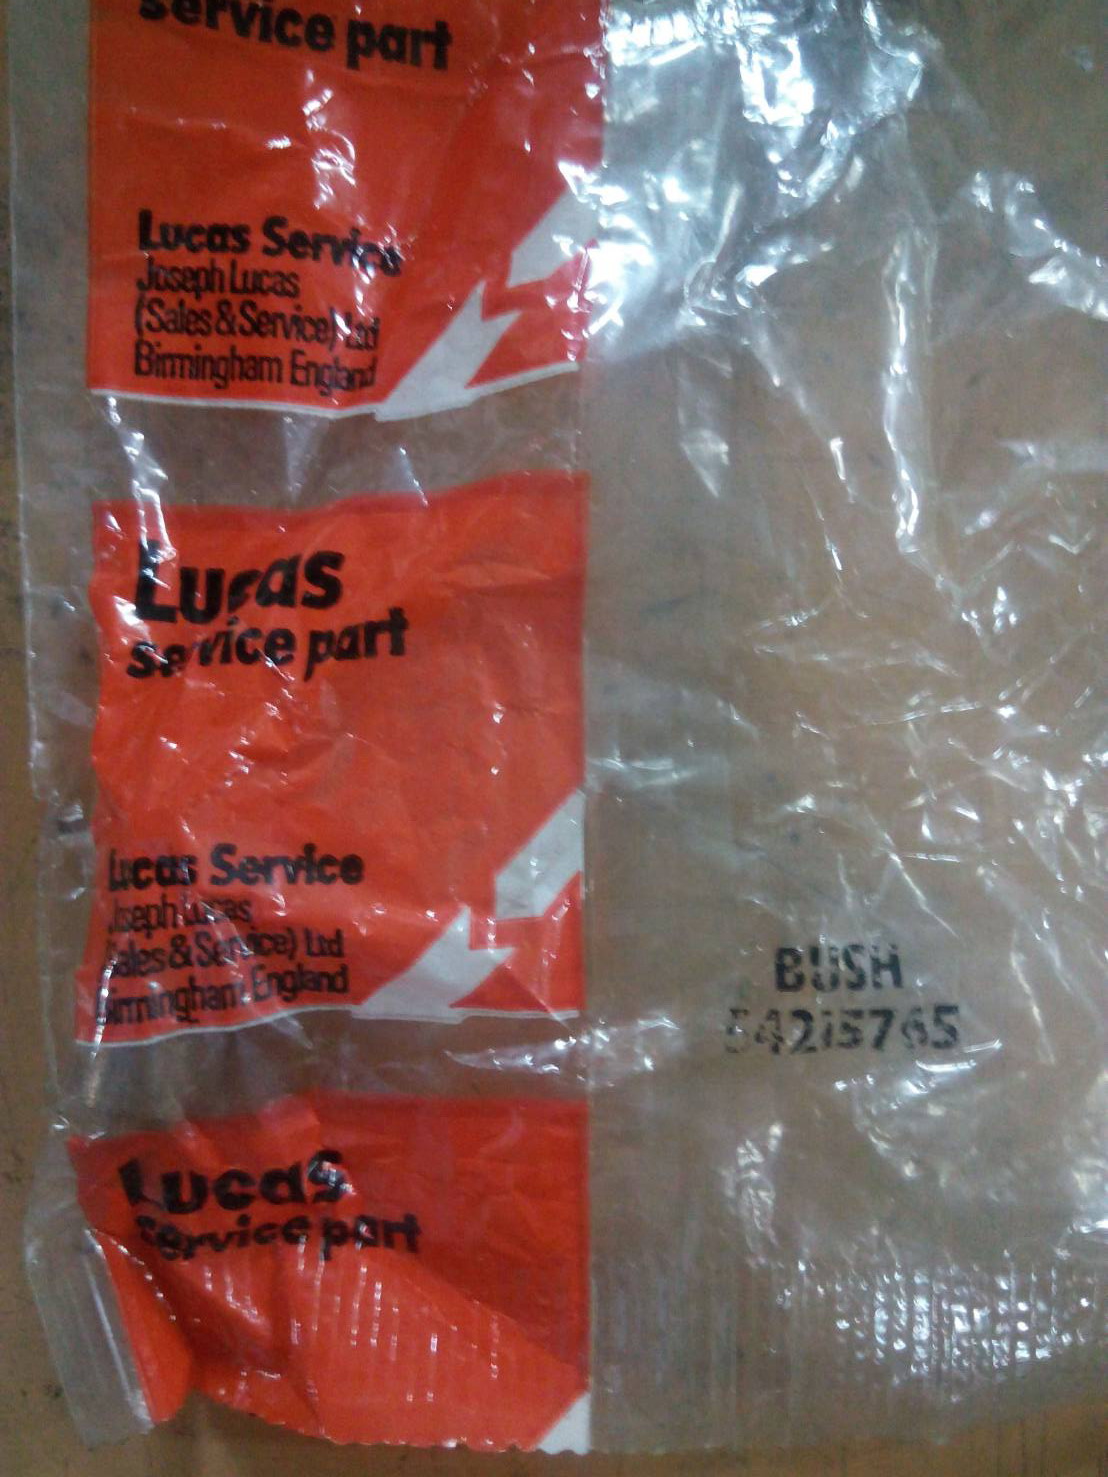 service part
Lucas Service
Joseph Lucas
(Sales & Service) Ltd
Birmingham England
Lucas
service part
Lucas Service
Joseph Lucas
(Sales & Service) Ltd
Birmingham England
BUSH
54215765
Lucas
service part